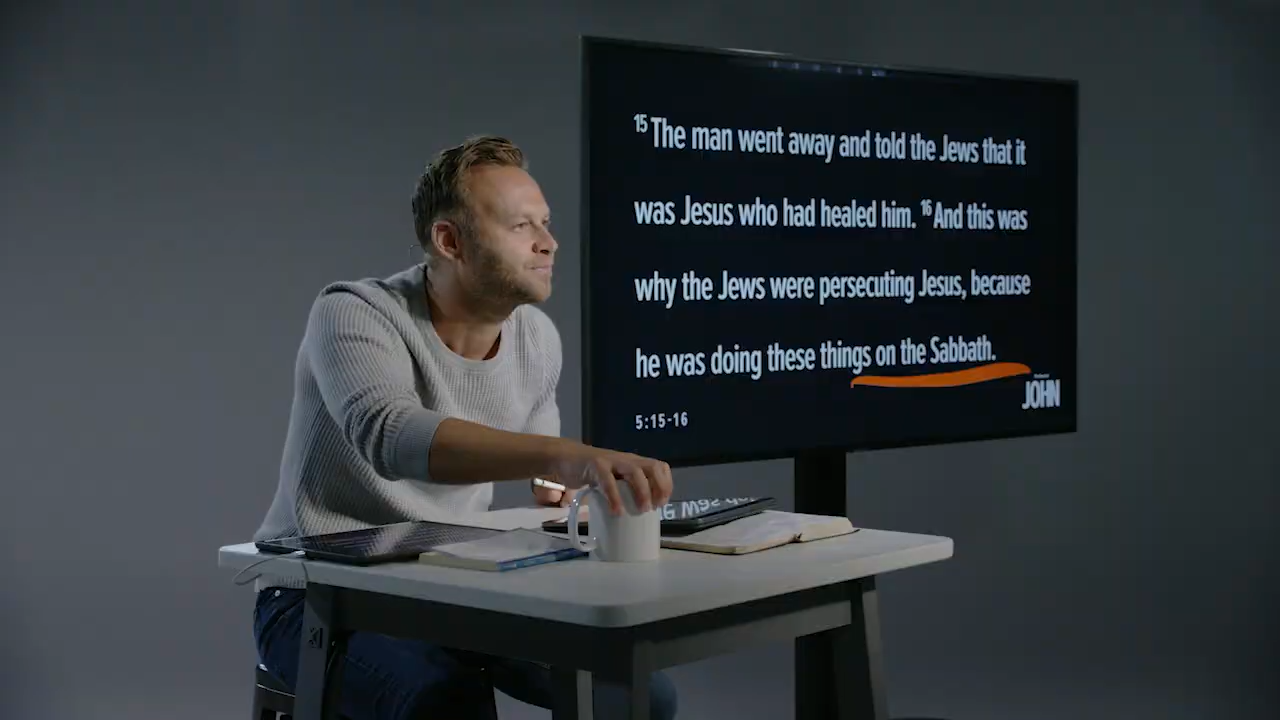 15 The man went away and told the Jews that it
was Jesus who had healed him. 16 And this was
why the Jews were persecuting Jesus, because
he was doing these things on the Sabbath.
JOHN
5:15-16